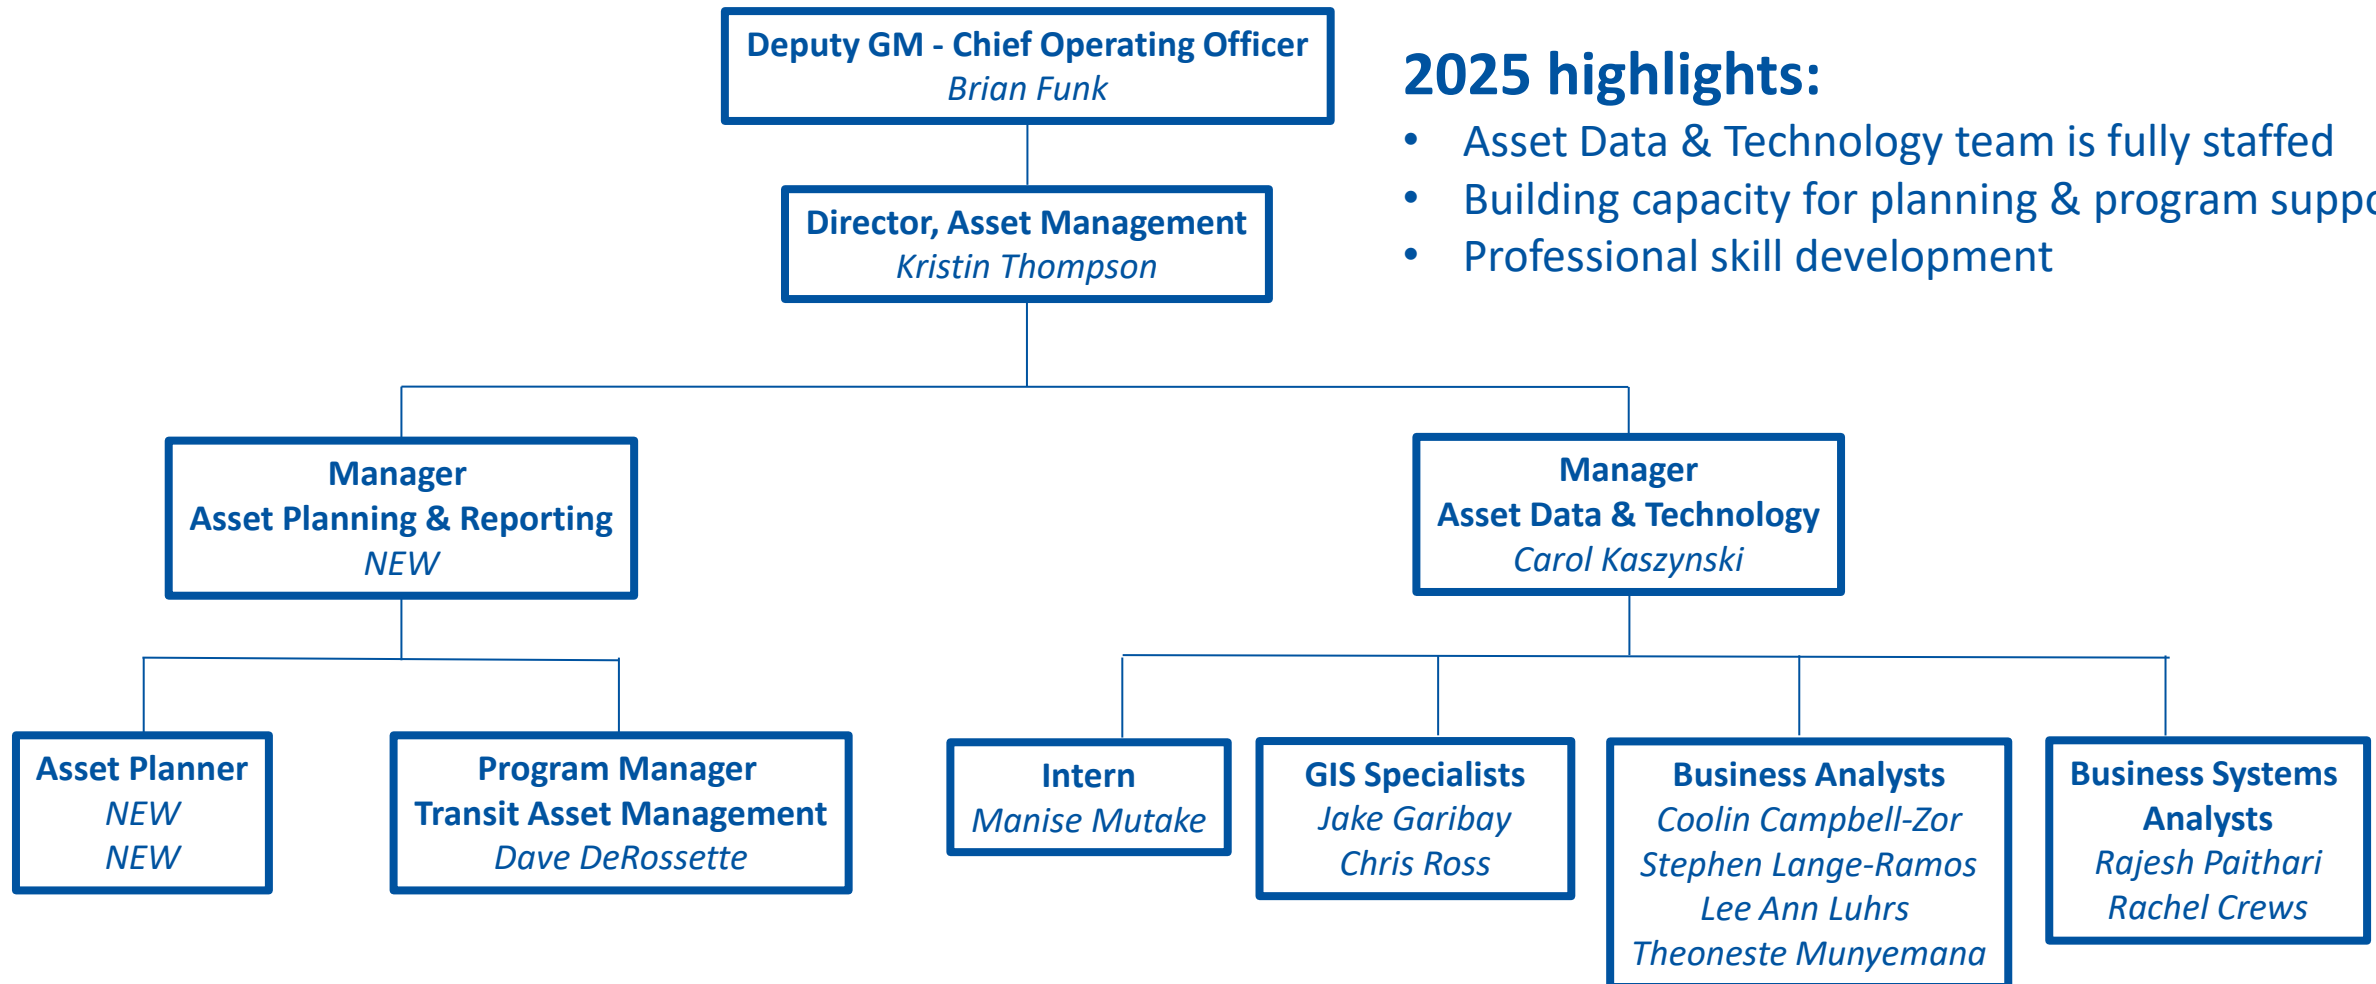 Deputy GM - Chief Operating Officer
Brian Funk
2025 highlights:
• Asset Data & Technology team is fully staffed
• Building capacity for planning & program
• Professional skill development
Director, Asset Management
Kristin Thompson
Manager
Asset Planning & Reporting
NEW
Manager
Asset Data & Technology
Carol Kaszynski
Asset Planner
NEW
NEW
Program Manager
Transit Asset Management
Dave DeRossette
Intern
Manise Mutake
GIS Specialists
Jake Garibay
Chris Ross
Business Analysts
Coolin Campbell-Zor
Stephen Lange-Ramos
Lee Ann Luhrs
Theoneste Munyemana
Business Systems
Analysts
Rajesh Paithari
Rachel Crews